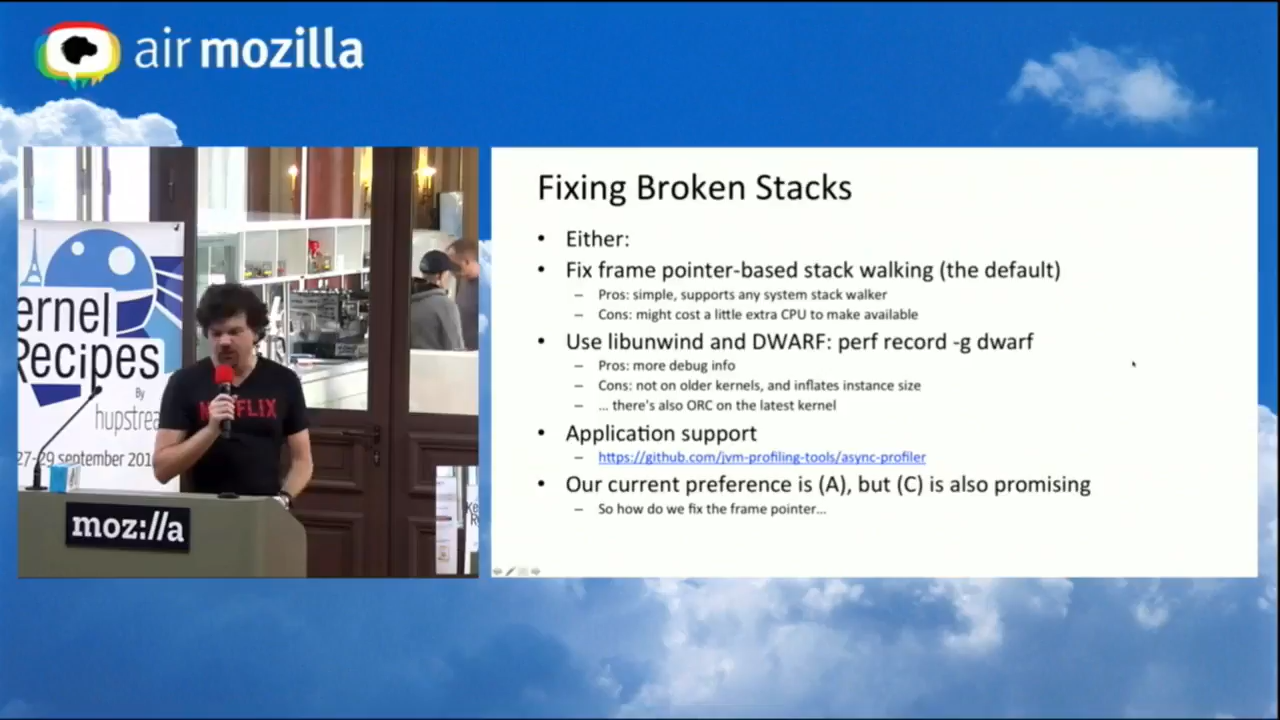 air mozilla
Fixing Broken Stacks
• Either:
• Fix frame pointer-based stack walking (the default)
– Pros: simple, supports any system stack walker
– Cons: might cost a little extra CPU to make available
• Use libunwind and DWARF: perf record -g dwarf
– Pros: more debug info
– Cons: not on older kernels, and inflates instance size
– ... there's also ORC on the latest kernel
• Application support
– https://github.com/jvm-profiling-tools/async-profiler
• Our current preference is (A), but (C) is also promising
– So how do we fix the frame pointer...
ernel
Recipes
By
hupstrea
27-29 september 201
moz://a